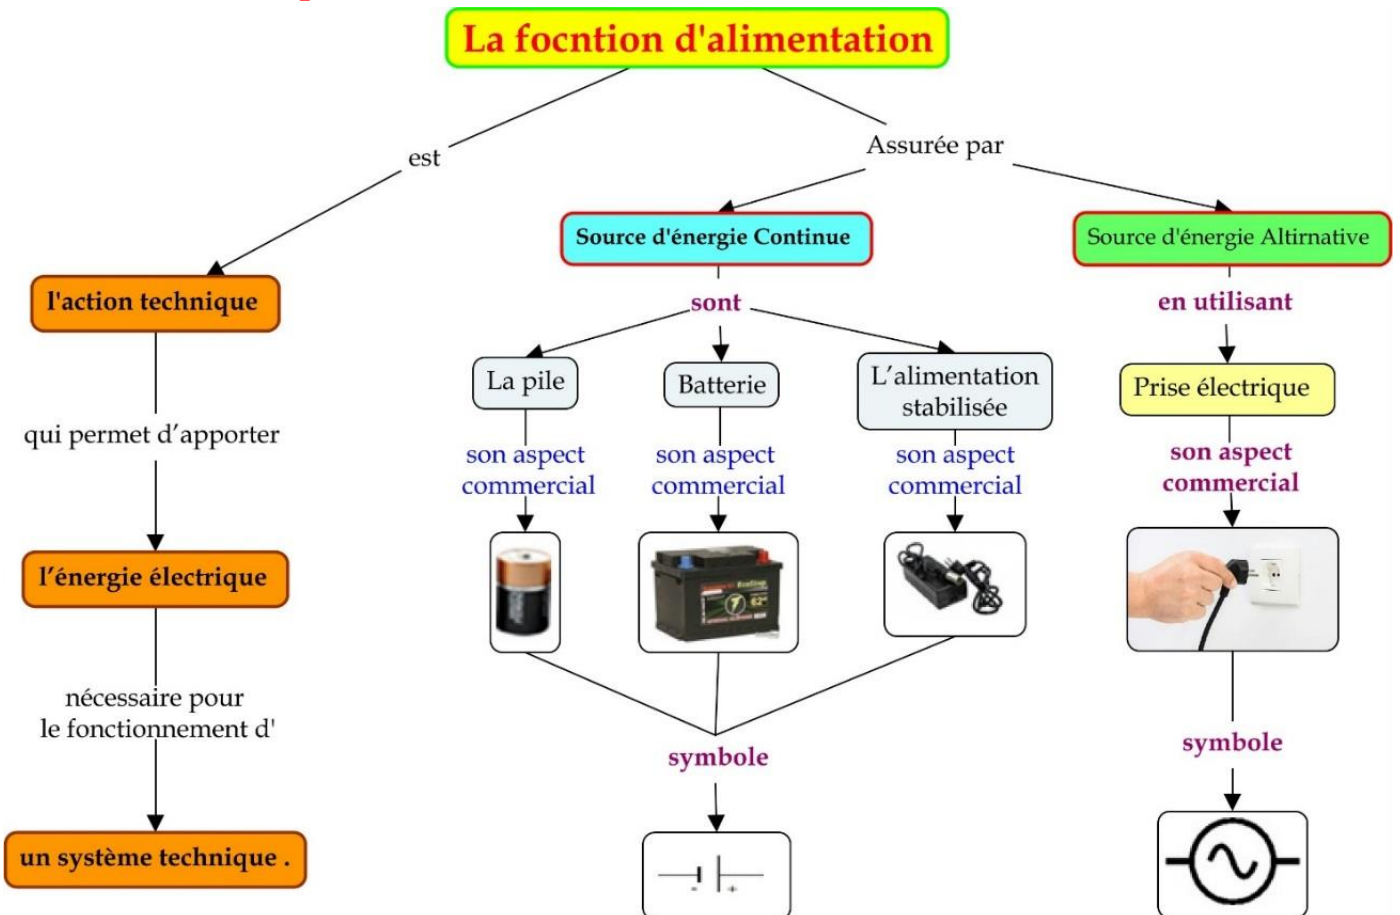 La focntion d'alimentation
est
Assurée par
l'action technique
qui permet d'apporter
l'énergie électrique
nécessaire pour
le fonctionnement d'
un système technique .
Source d'énergie Continue
sont
La pile
son aspect
commercial
Batterie
son aspect
commercial
L'alimentation
stabilisée
son aspect
commercial
symbole
- +
Source d'énergie Altirnative
en utilisant
Prise électrique
son aspect
commercial
symbole